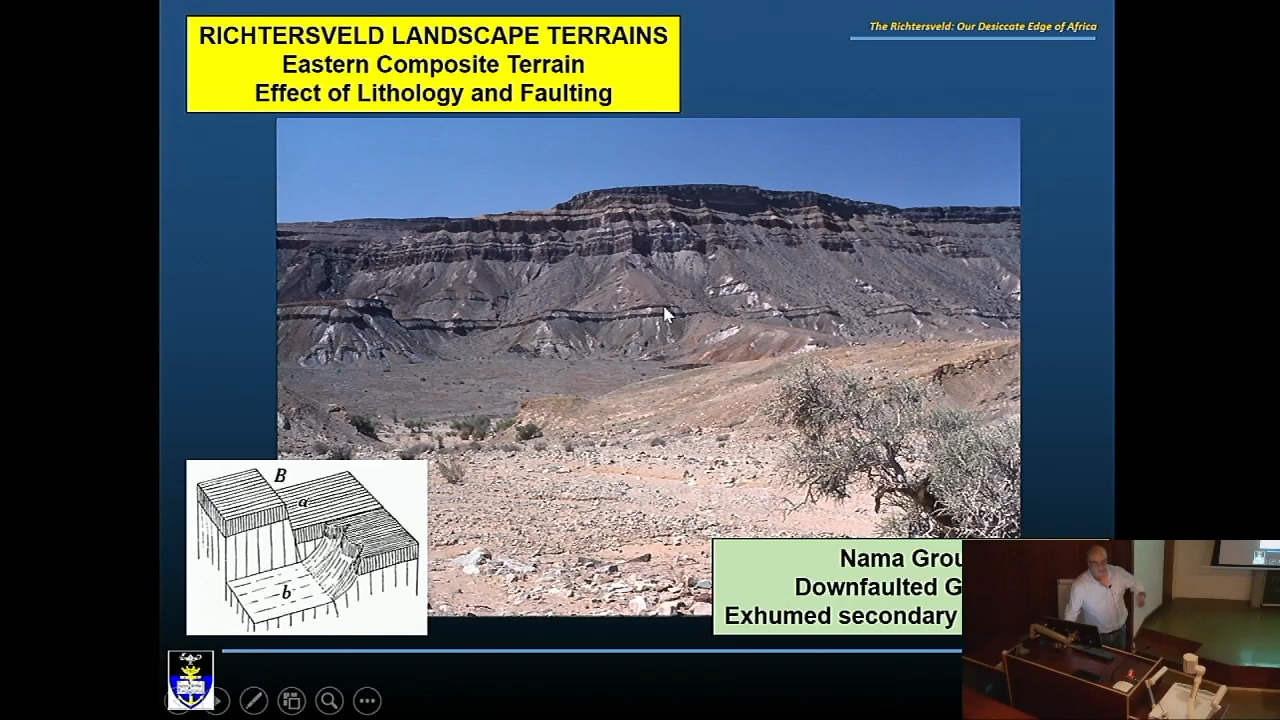 RICHTERSVELD LANDSCAPE TERRAINS
Eastern Composite Terrain
Effect of Lithology and Faulting
The Richtersveld: Our Desiccate Edge of Africa
B
a
b
Nama Grou
Downfaulted G
Exhumed secondary